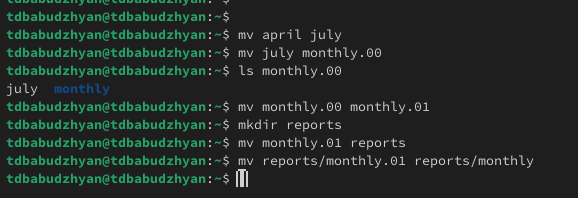 tdbabudzhyan@tdbabudzhyan:~$
tdbabudzhyan@tdbabudzhyan:~$ mv april july
tdbabudzhyan@tdbabudzhyan:~$ mv july monthly.00
tdbabudzhyan@tdbabudzhyan:~$ ls monthly.00
july  monthly
tdbabudzhyan@tdbabudzhyan:~$ mv monthly.00 monthly.01
tdbabudzhyan@tdbabudzhyan:~$ mkdir reports
tdbabudzhyan@tdbabudzhyan:~$ mv monthly.01 reports
tdbabudzhyan@tdbabudzhyan:~$ mv reports/monthly.01 reports/monthly
tdbabudzhyan@tdbabudzhyan:~$